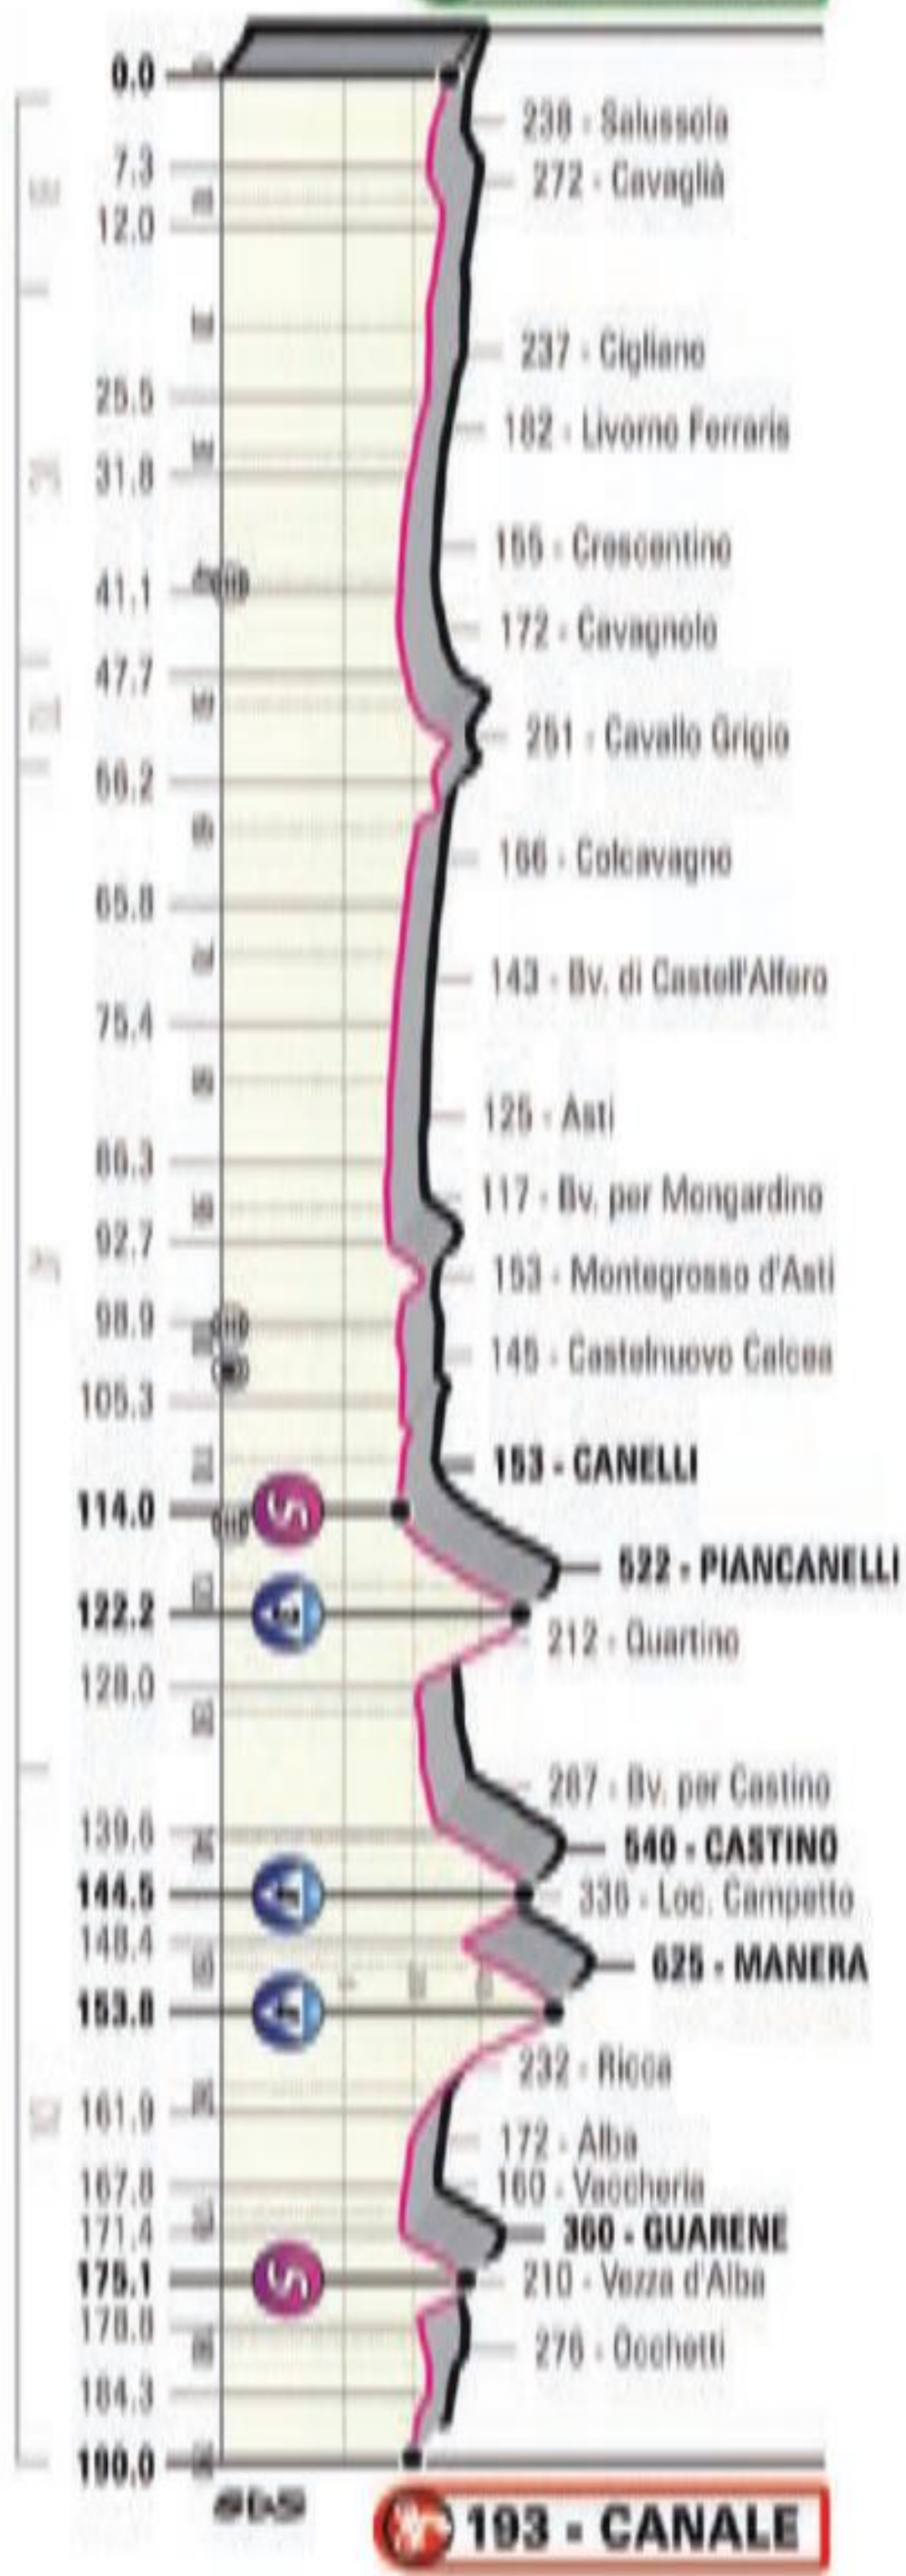 0.0
238 - Salussola
7.3
272 - Cavaglià
12.0
237 - Cigliano
25.5
182 - Livorno Ferraris
31.8
155 - Crescentino
41.1
172 - Cavagnolo
47.7
251 - Cavallo Grigio
56.2
166 - Colcavagno
65.8
143 - Bv. di Castell'Alfero
75.4
125 - Asti
86.3
117 - Bv. per Mongardino
92.7
153 - Montegrosso d'Asti
98.9
145 - Castelnuovo Calcea
105.3
153 - CANELLI
114.0
S
522 - PIANCANELLI
122.2
212 - Quartino
128.0
287 - Bv. per Castino
139.6
540 - CASTINO
144.5
336 - Loc. Campetto
148.4
625 - MANERA
153.8
232 - Ricca
161.9
172 - Alba
167.8
160 - Vaccheria
171.4
360 - GUARENE
175.1
S
210 - Vezza d'Alba
178.8
276 - Occhetti
184.3
190.0
193 - CANALE